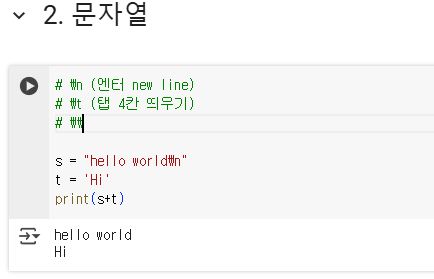 2. 문자열
# ₩n (엔터 new line)
# ₩t (탭 4칸 띄우기)
# ₩₩
s = "hello world₩n"
t = 'Hi'
print(s+t)
hello world
Hi